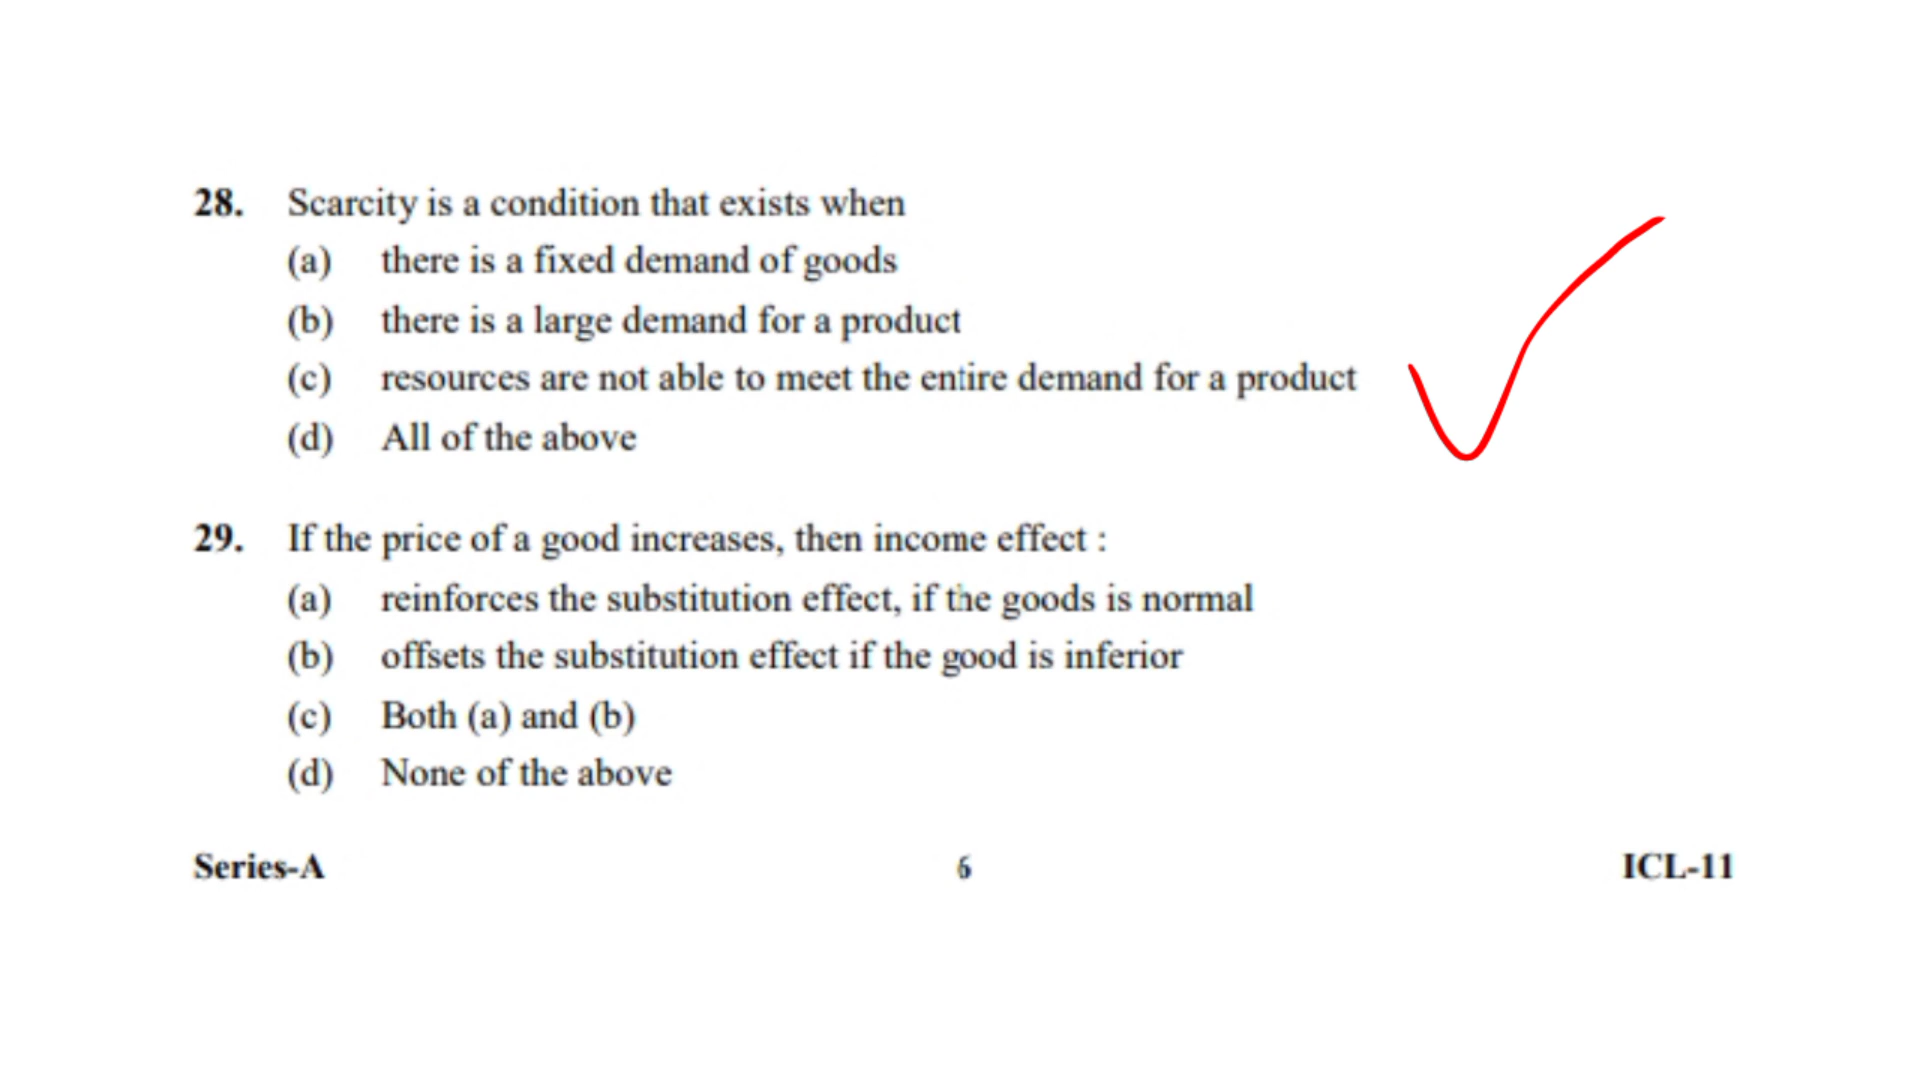 28. Scarcity is a condition that exists when
(a) there is a fixed demand of goods
(b) there is a large demand for a product
(c) resources are not able to meet the entire demand for a product
(d) All of the above
29. If the price of a good increases, then income effect :
(a) reinforces the substitution effect, if the goods is normal
(b) offsets the substitution effect if the good is inferior
(c) Both (a) and (b)
(d) None of the above
Series-A 6 ICL-11